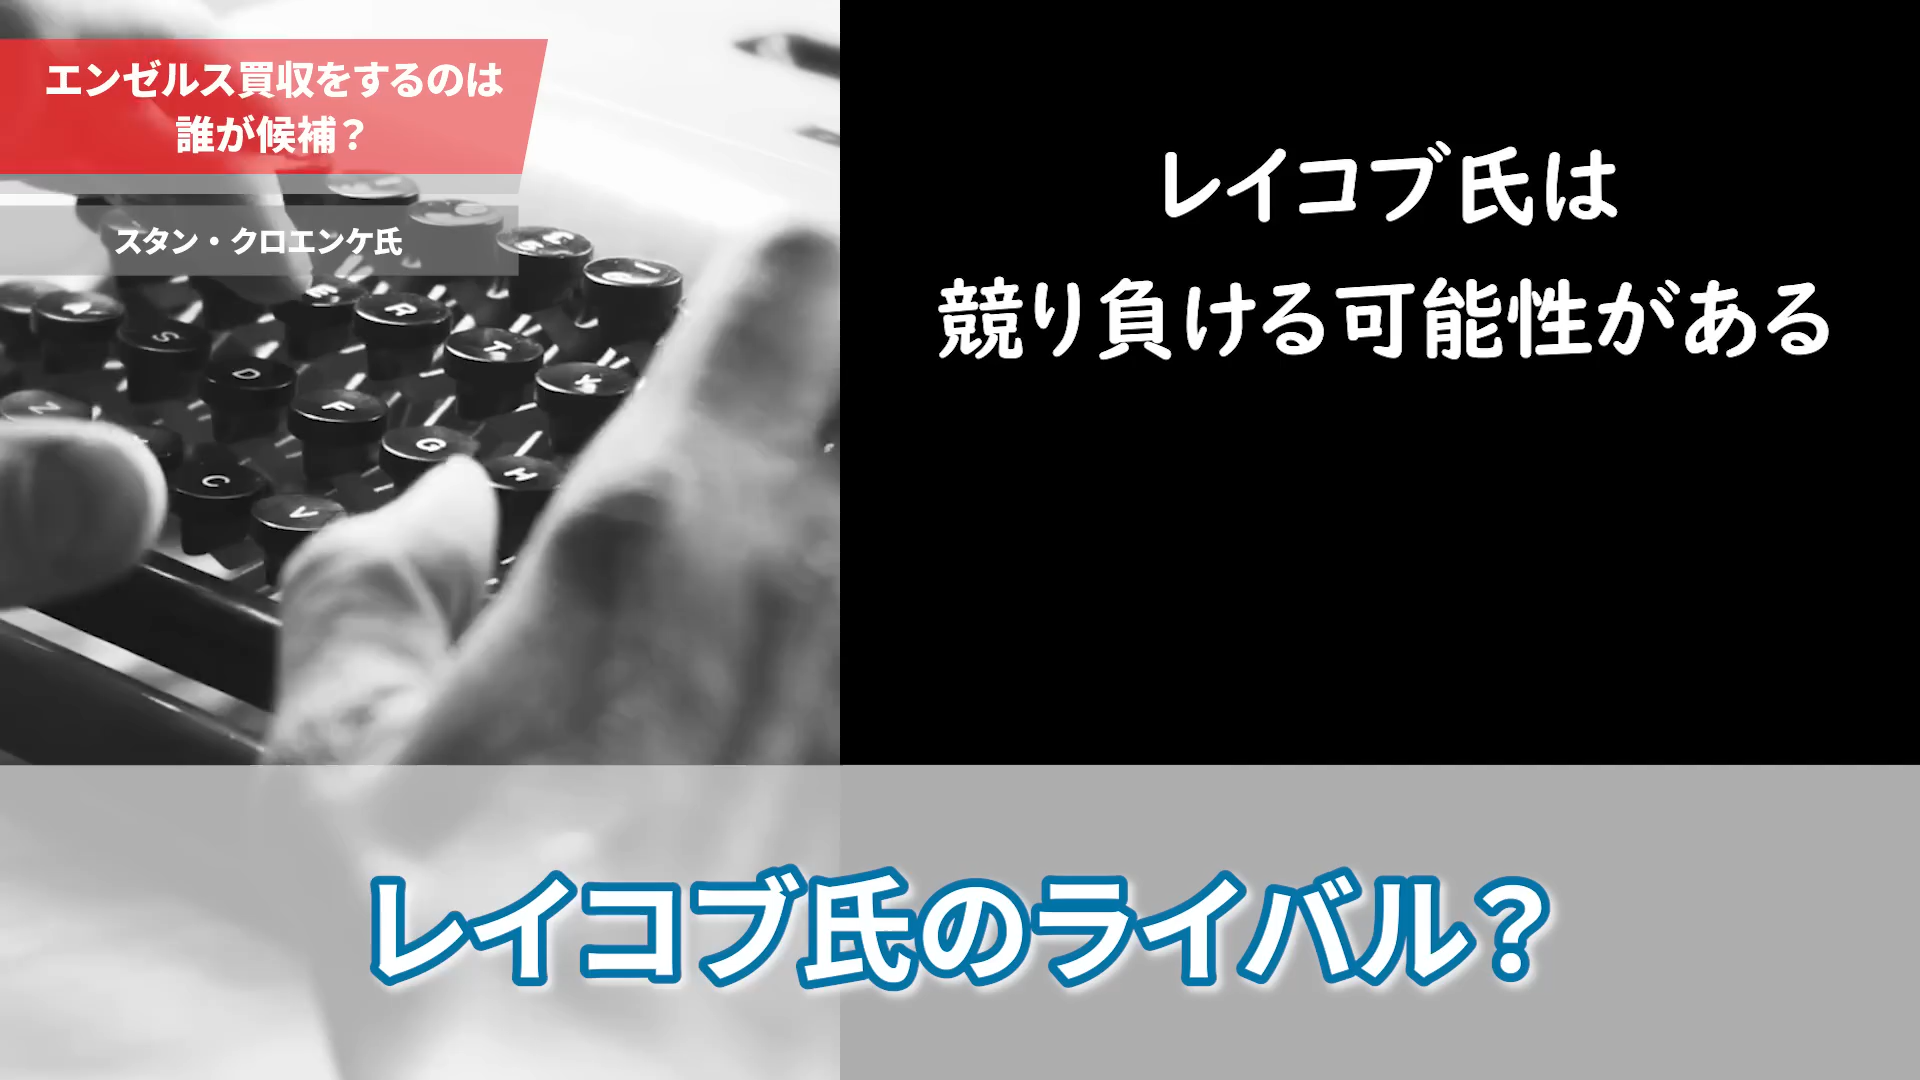 エンゼルス買収をするのは
誰が候補？
スタン・クロエンケ氏
レイコブ氏は
競り負ける可能性がある
E
R
T
Y
A
S
D
F
G
H
Z
C
V
レイコブ氏のライバル？